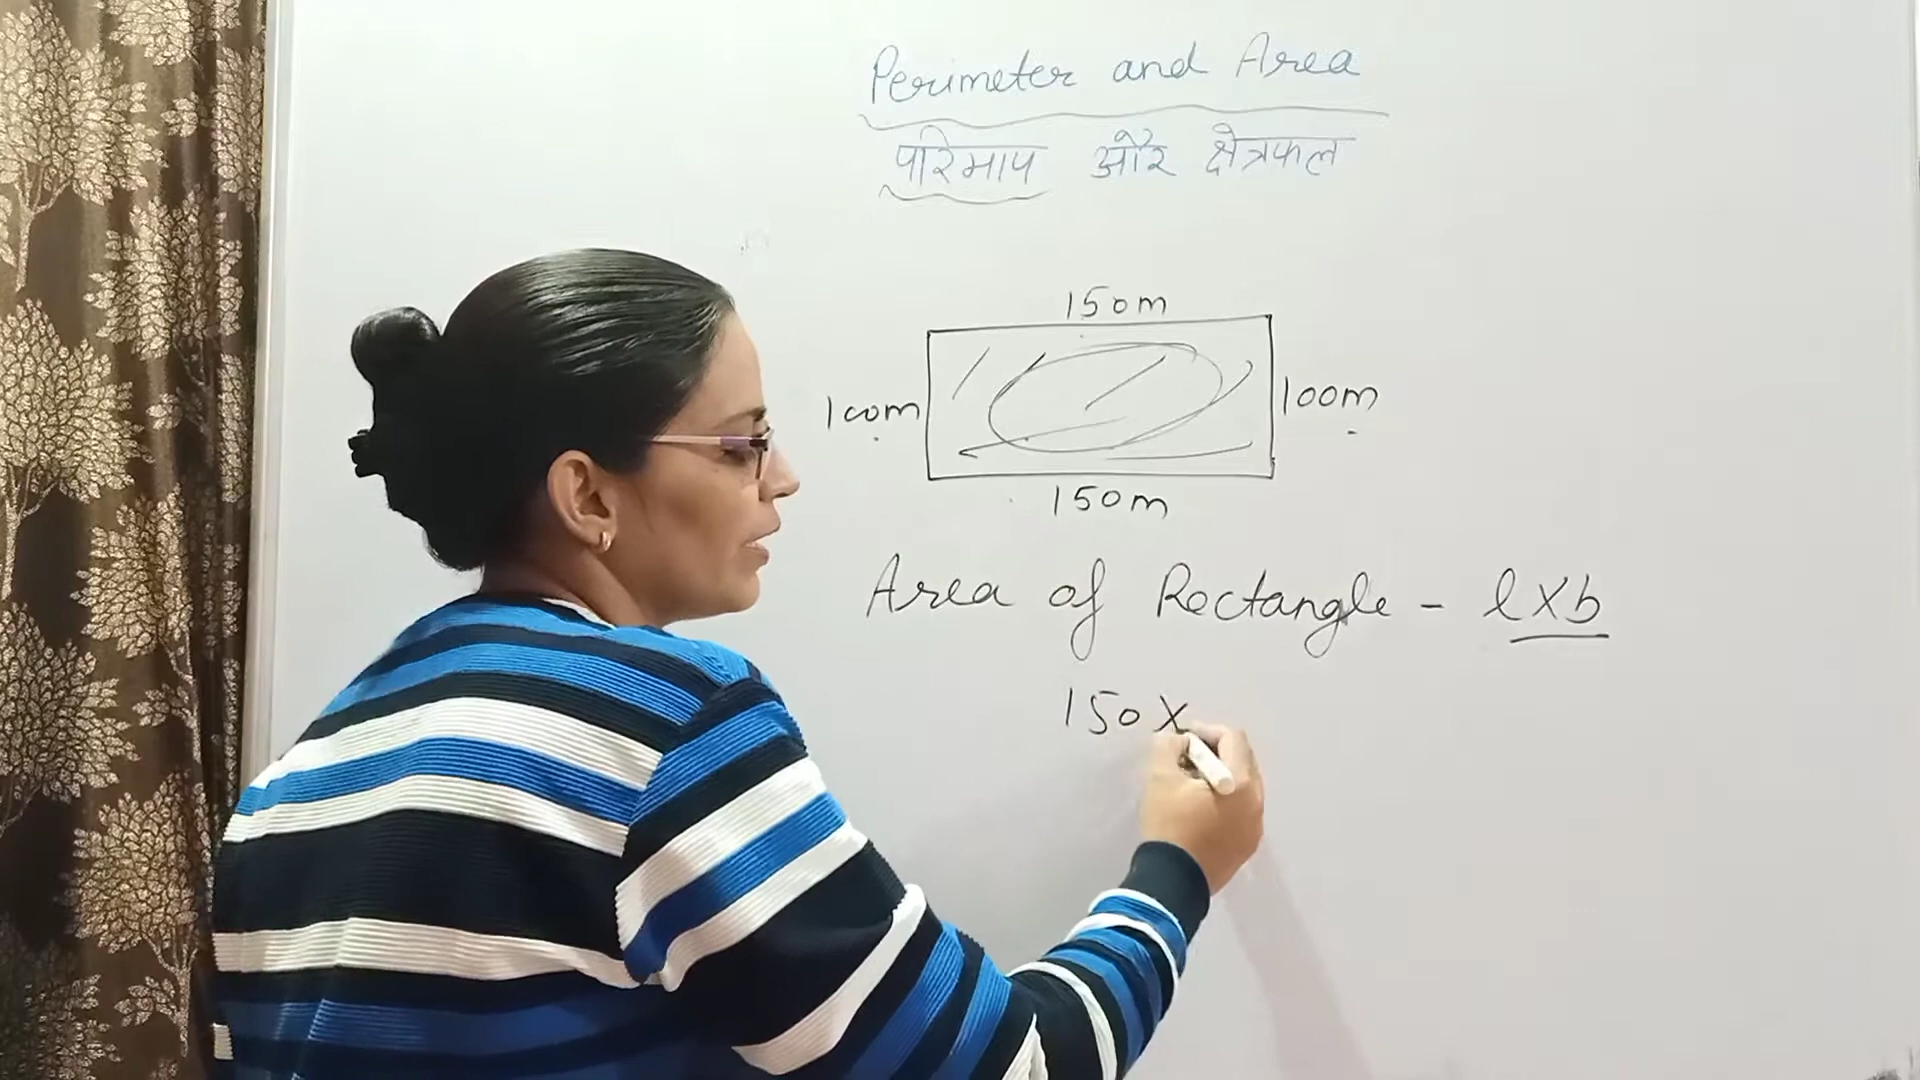 Perimeter and Area
परिमाप और क्षेत्रफल
150m
100m
100m
150m
Area of Rectangle - l×b
150×